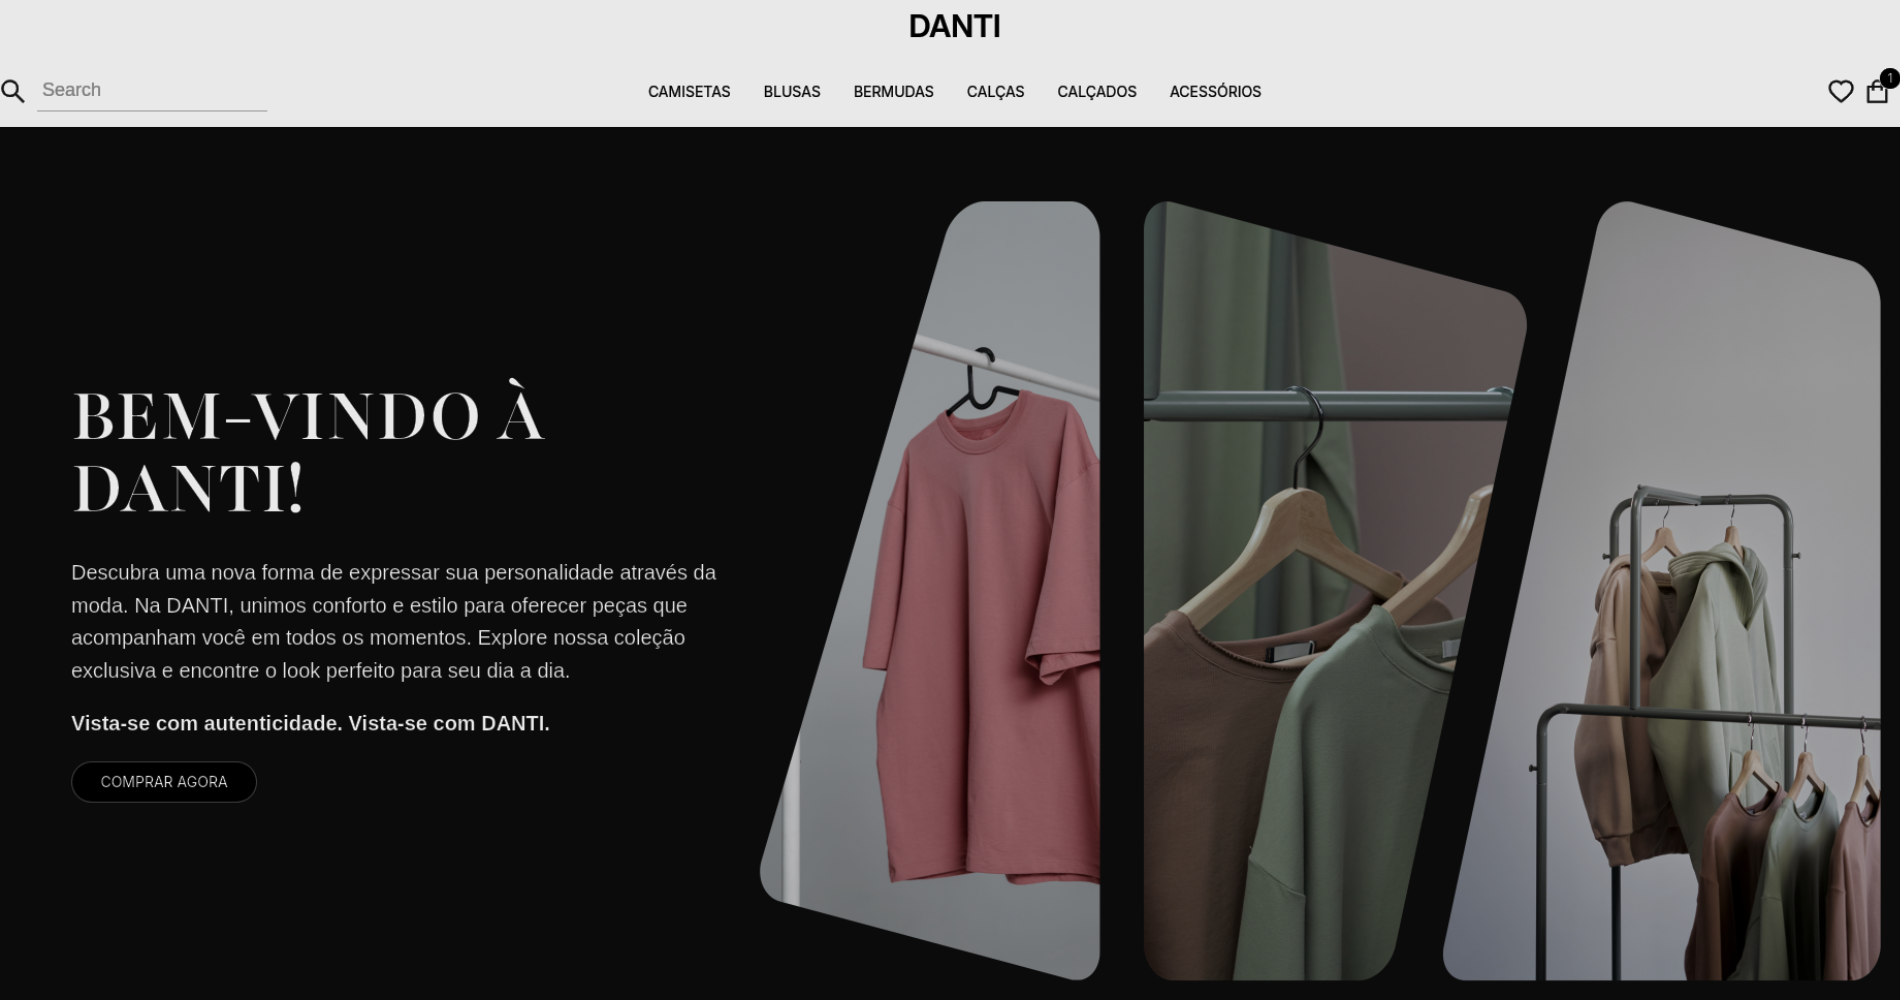 DANTI
Search
CAMISETAS BLUSAS BERMUDAS CALÇAS CALÇADOS ACESSÓRIOS
1
BEM-VINDO À
DANTI!
Descubra uma nova forma de expressar sua personalidade através da
moda. Na DANTI, unimos conforto e estilo para oferecer peças que
acompanham você em todos os momentos. Explore nossa coleção
exclusiva e encontre o look perfeito para seu dia a dia.
Vista-se com autenticidade. Vista-se com DANTI.
COMPRAR AGORA